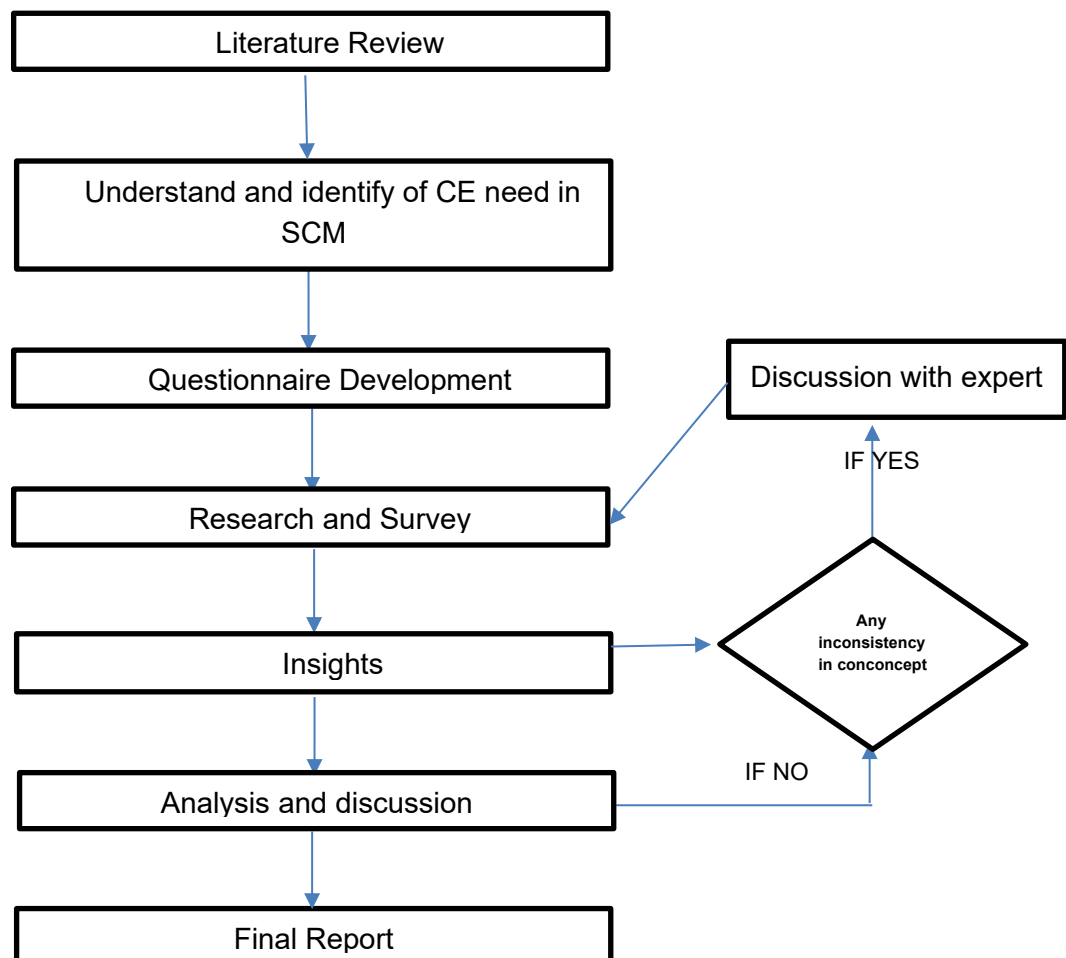 Literature Review
Understand and identify of CE need in
SCM
Questionnaire Development
Discussion with expert
IF YES
Research and Survey
Any
inconsistency
in conconcept
Insights
IF NO
Analysis and discussion
Final Report